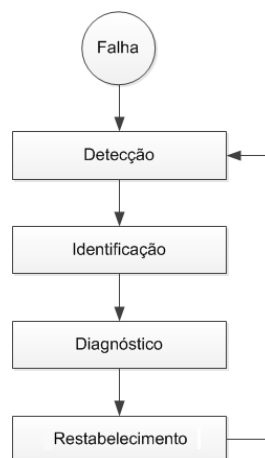 Falha
Detecção
Identificação
Diagnóstico
Restabelecimento